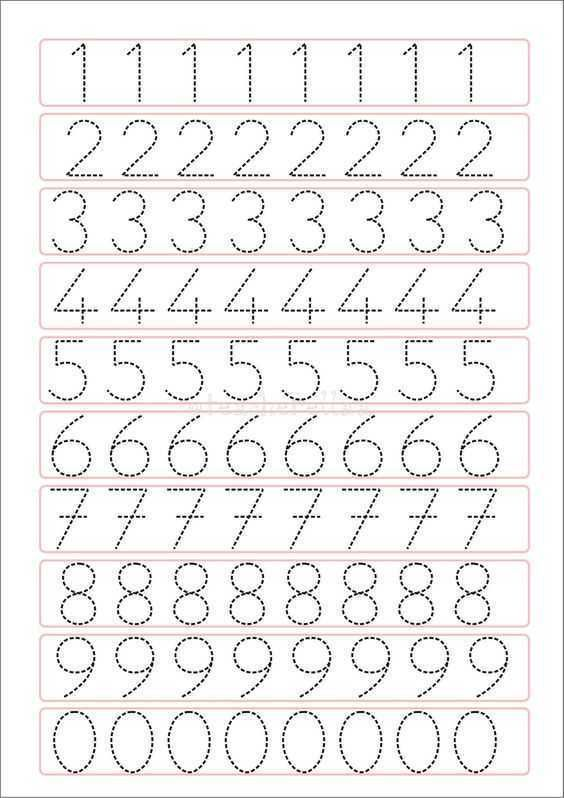 1 1 1 1 1 1 1 1
2 2 2 2 2 2 2 2
3 3 3 3 3 3 3 3
4 4 4 4 4 4 4 4
5 5 5 5 5 5 5 5
6 6 6 6 6 6 6 6
7 7 7 7 7 7 7 7
8 8 8 8 8 8 8 8
9 9 9 9 9 9 9 9
0 0 0 0 0 0 0 0